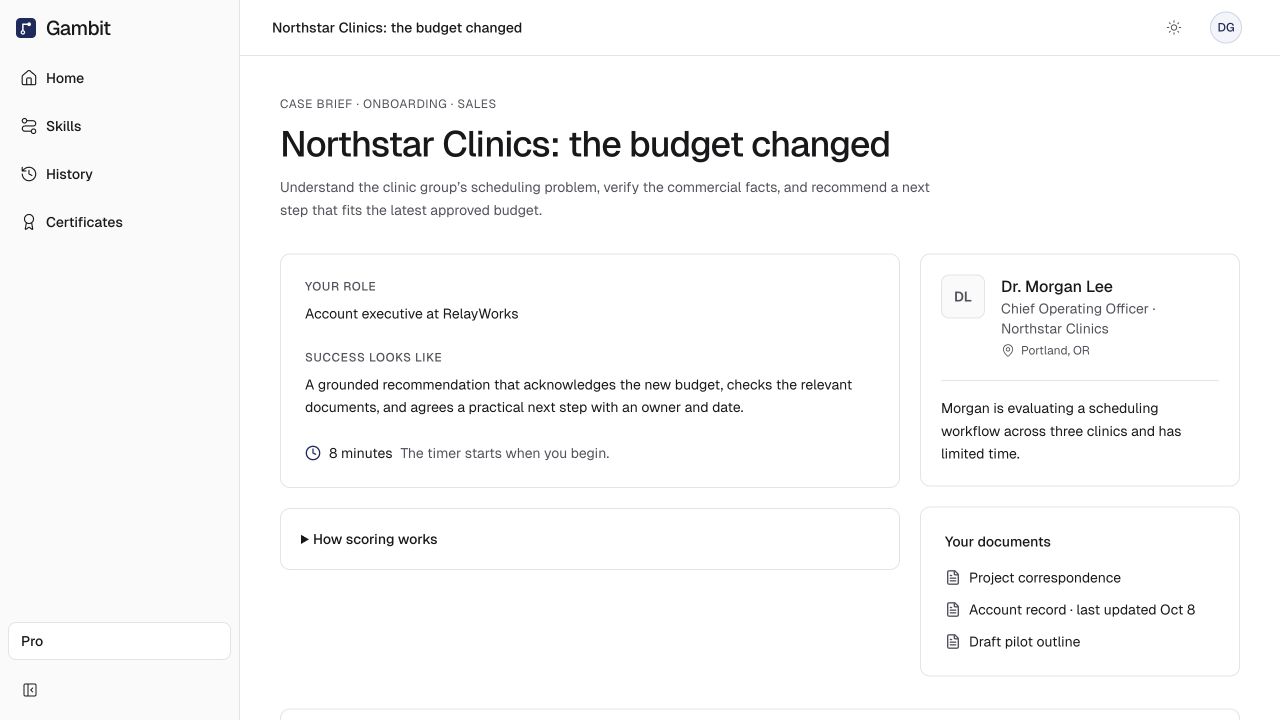 Gambit
Home
Skills
History
Certificates
Pro
Northstar Clinics: the budget changed
DG
CASE BRIEF · ONBOARDING · SALES
Northstar Clinics: the budget changed
Understand the clinic group’s scheduling problem, verify the commercial facts, and recommend a next
step that fits the latest approved budget.
YOUR ROLE
Account executive at RelayWorks
SUCCESS LOOKS LIKE
A grounded recommendation that acknowledges the new budget, checks the relevant
documents, and agrees a practical next step with an owner and date.
8 minutes The timer starts when you begin.
How scoring works
DL
Dr. Morgan Lee
Chief Operating Officer ·
Northstar Clinics
Portland, OR
Morgan is evaluating a scheduling
workflow across three clinics and has
limited time.
Your documents
Project correspondence
Account record · last updated Oct 8
Draft pilot outline